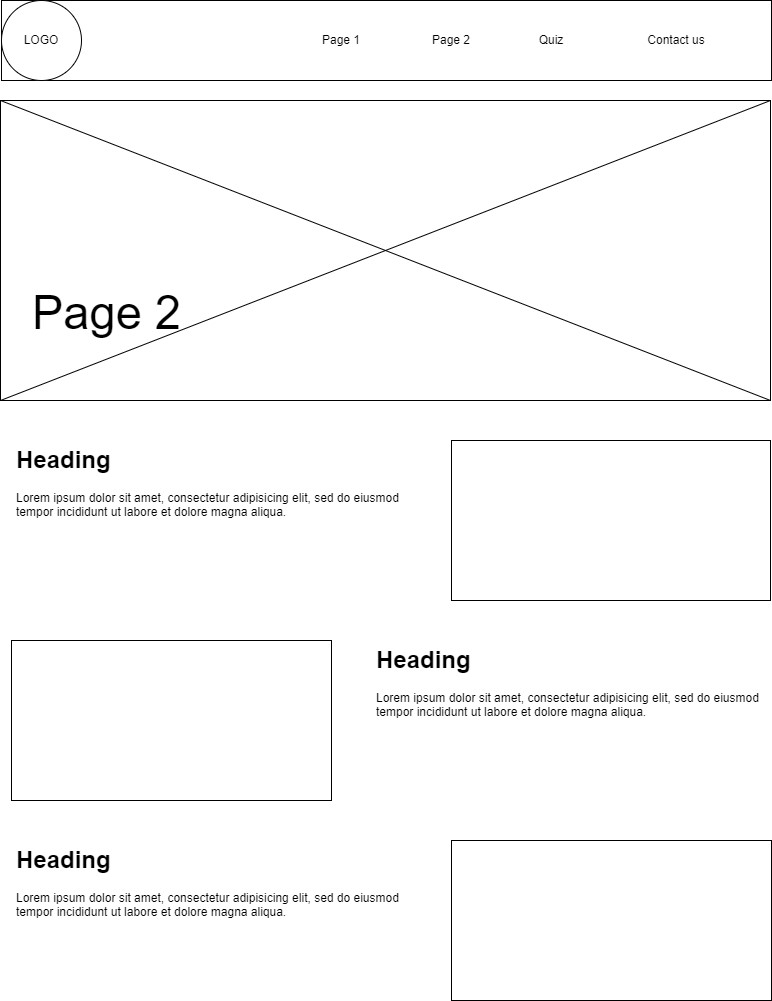 LOGO
Page 1
Page 2
Quiz
Contact us
Page 2
Heading
Lorem ipsum dolor sit amet, consectetur adipisicing elit, sed do eiusmod
tempor incididunt ut labore et dolore magna aliqua.
Heading
Lorem ipsum dolor sit amet, consectetur adipisicing elit, sed do eiusmod
tempor incididunt ut labore et dolore magna aliqua.
Heading
Lorem ipsum dolor sit amet, consectetur adipisicing elit, sed do eiusmod
tempor incididunt ut labore et dolore magna aliqua.